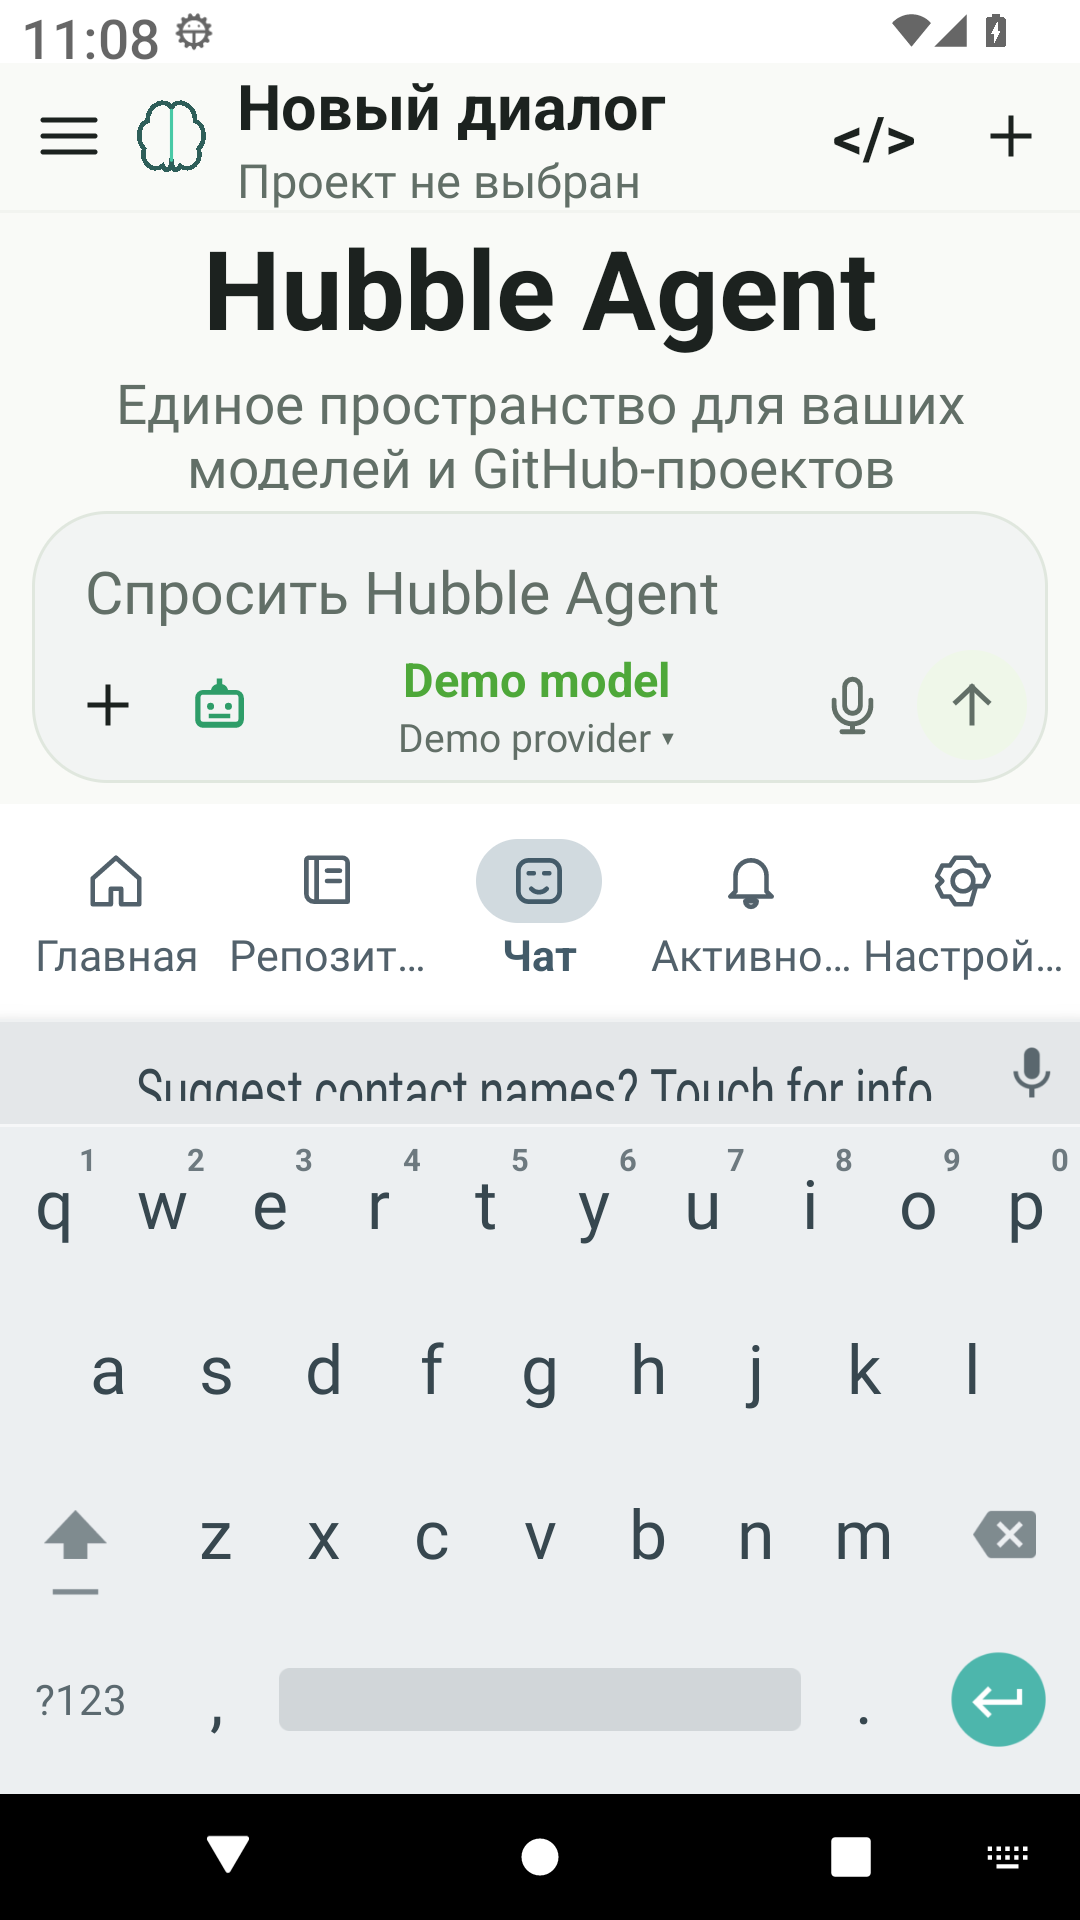 11:08
Новый диалог
Проект не выбран
</>
Hubble Agent
Единое пространство для ваших
моделей и GitHub-проектов
Спросить Hubble Agent
Demo model
Demo provider ▾
Главная Репозит... Чат Активно... Настрой...
Suggest contact names? Touch for info
1 2 3 4 5 6 7 8 9 0
q w e r t y u i o p
a s d f g h j k l
z x c v b n m
?123 , .